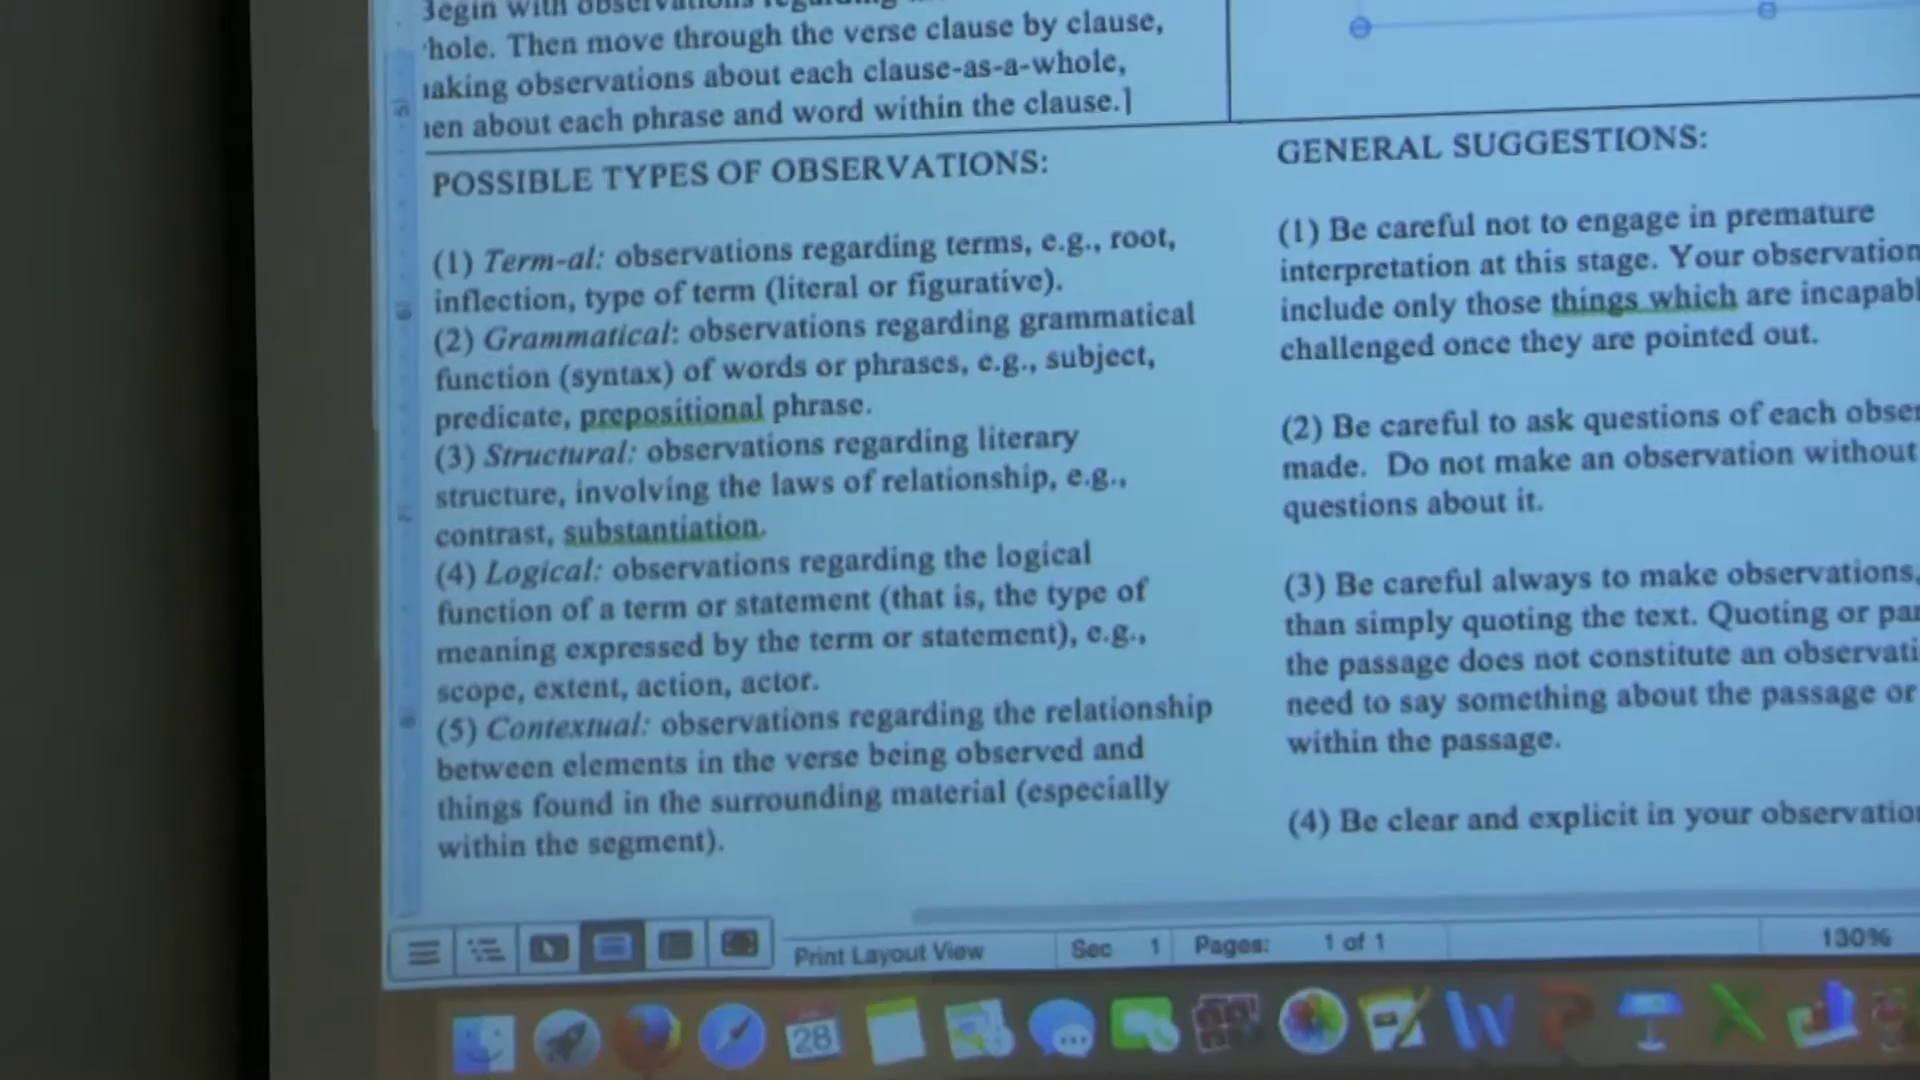 Begin with observations regarding
hole. Then move through the verse clause by clause,
aking observations about each clause-as-a-whole,
en about each phrase and word within the clause.]
POSSIBLE TYPES OF OBSERVATIONS:
(1) Term-al: observations regarding terms, e.g., root,
inflection, type of term (literal or figurative).
(2) Grammatical: observations regarding grammatical
function (syntax) of words or phrases, e.g., subject,
predicate, prepositional phrase.
(3) Structural: observations regarding literary
structure, involving the laws of relationship, e.g.,
contrast, substantiation.
(4) Logical: observations regarding the logical
function of a term or statement (that is, the type of
meaning expressed by the term or statement), e.g.,
scope, extent, action, actor.
(5) Contextual: observations regarding the relationship
between elements in the verse being observed and
things found in the surrounding material (especially
within the segment).
GENERAL SUGGESTIONS:
(1) Be careful not to engage in premature
interpretation at this stage. Your observation
include only those things which are incapabl
challenged once they are pointed out.
(2) Be careful to ask questions of each obser
made. Do not make an observation without
questions about it.
(3) Be careful always to make observations,
than simply quoting the text. Quoting or par
the passage does not constitute an observati
need to say something about the passage or
within the passage.
(4) Be clear and explicit in your observatio
Print Layout View Sec 1 Pages: 1 of 1 130%
28